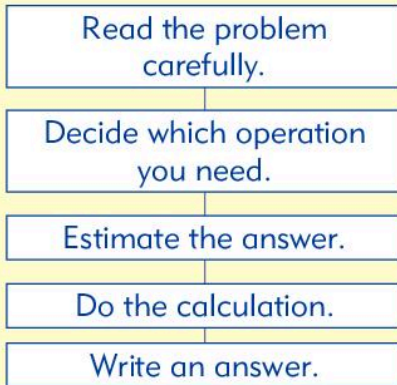 Read the problem
carefully.
Decide which operation
you need.
Estimate the answer.
Do the calculation.
Write an answer.